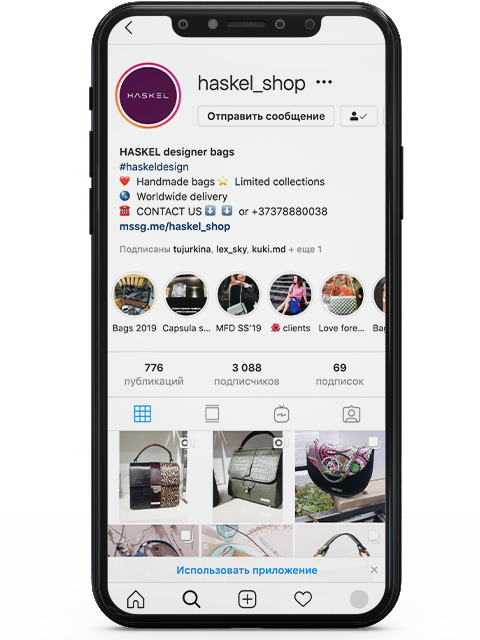 HASKEL
haskel_shop •••
Отправить сообщение
HASKEL designer bags
#haskeldesign
Handmade bags Limited collections
Worldwide delivery
CONTACT US or +37378880038
mssg.me/haskel_shop
Подписаны tujurkina, lex_sky, kuki.md + еще 1
Bags 2019 Capsula s... MFD SS'19 clients Love fore... Bag
776 3 088 69
публикаций подписчиков подписок
Использовать приложение